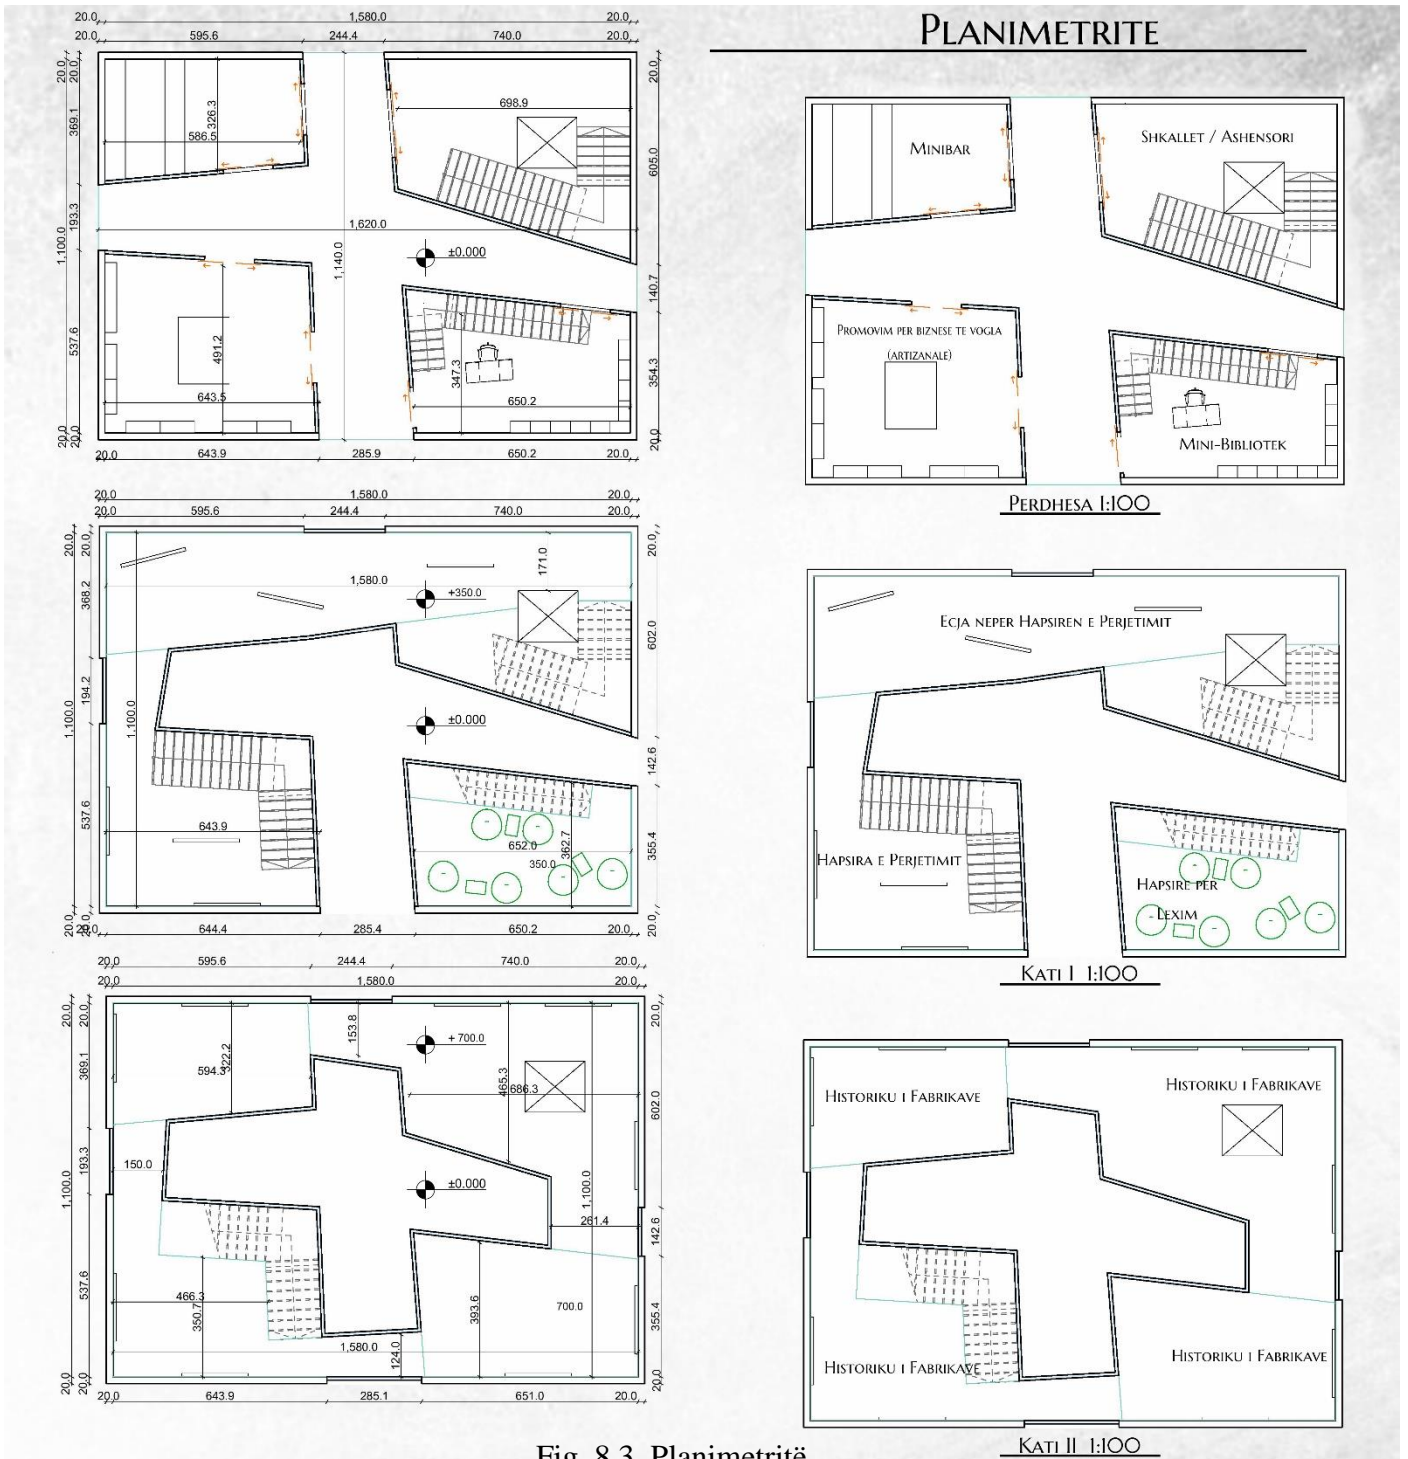 PLANIMETRITE
20.0 1,580.0 20.0
20.0 595.6 244.4 740.0 20.0
20.0 20.0 369.1 193.3 1,100.0 537.6 20.0 20.0
326.3
586.5
698.9
1,620.0
1,140.0
±0.000
491.2
643.5
347.3
650.2
20.0 605.0 140.7 354.3 20.0
20.0 643.9 285.9 650.2 20.0
MINIBAR
SHKALLET / ASHENSORI
PROMOVIM PER BIZNESE TE VOGLA
(ARTIZANALE)
MINI-BIBLIOTEK
PERDHESA 1:100
20.0 1,580.0 20.0
20.0 595.6 244.4 740.0 20.0
20.0 20.0 368.2 194.2 1,100.0 537.6 20.0 20.0
171.0
1,580.0
+350.0
1,100.0
±0.000
643.9
652.0
362.7
350.0
20.0 602.0 142.6 355.4 20.0
644.4 285.4 650.2 20.0
ECJA NEPER HAPSIREN E PERJETIMIT
HAPSIRA E PERJETIMIT
HAPSIRE PER
LEXIM
KATI I 1:100
20.0 595.6 244.4 740.0 20.0
20.0 1,580.0 20.0
20.0 20.0 369.1 193.3 1,100.0 537.6 20.0 20.0
153.8
322.2
594.3
+ 700.0
465.3
686.3
150.0
±0.000
1,100.0
261.4
466.3
350.7
393.6
700.0
1,580.0
124.0
20.0 602.0 142.6 355.4 20.0
20.0 643.9 285.1 651.0 20.0
HISTORIKU I FABRIKAVE
HISTORIKU I FABRIKAVE
HISTORIKU I FABRIKAVE
HISTORIKU I FABRIKAVE
KATI II 1:100
Fig. 8.3. Planimetritë